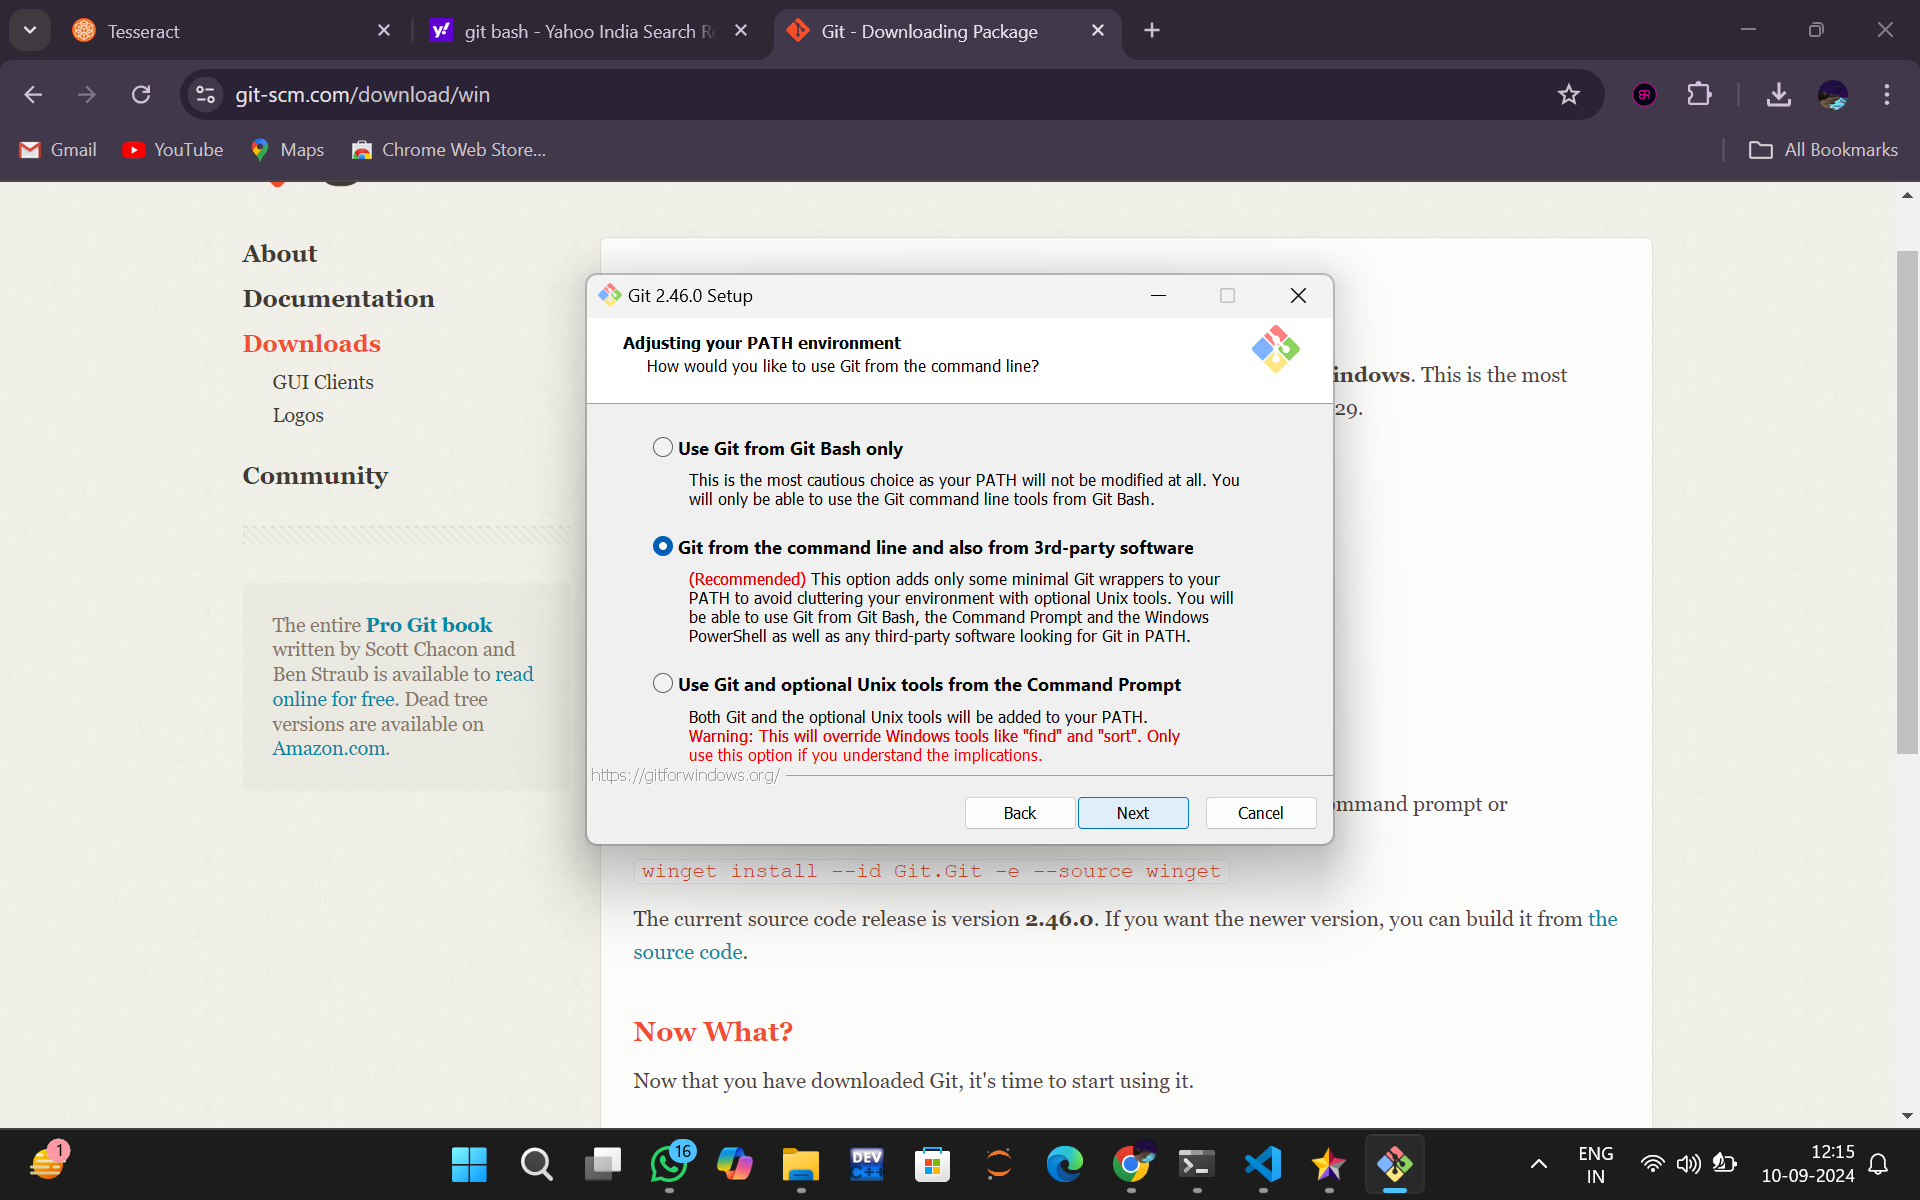 Tesseract
git bash - Yahoo India Search Re
Git - Downloading Package
git-scm.com/download/win
Gmail
YouTube
Maps
Chrome Web Store...
All Bookmarks
About
Documentation
Downloads
GUI Clients
Logos
Community
The entire Pro Git book
written by Scott Chacon and
Ben Straub is available to read
online for free. Dead tree
versions are available on
Amazon.com.
Git 2.46.0 Setup
Adjusting your PATH environment
How would you like to use Git from the command line?
Use Git from Git Bash only
This is the most cautious choice as your PATH will not be modified at all. You
will only be able to use the Git command line tools from Git Bash.
Git from the command line and also from 3rd-party software
(Recommended) This option adds only some minimal Git wrappers to your
PATH to avoid cluttering your environment with optional Unix tools. You will
be able to use Git from Git Bash, the Command Prompt and the Windows
PowerShell as well as any third-party software looking for Git in PATH.
Use Git and optional Unix tools from the Command Prompt
Both Git and the optional Unix tools will be added to your PATH.
Warning: This will override Windows tools like "find" and "sort". Only
use this option if you understand the implications.
https://gitforwindows.org/
Back
Next
Cancel
indows. This is the most
29.
ommand prompt or
winget install --id Git.Git -e --source winget
The current source code release is version 2.46.0. If you want the newer version, you can build it from the
source code.
Now What?
Now that you have downloaded Git, it's time to start using it.
1
16
DEV
C++
ENG
IN
12:15
10-09-2024